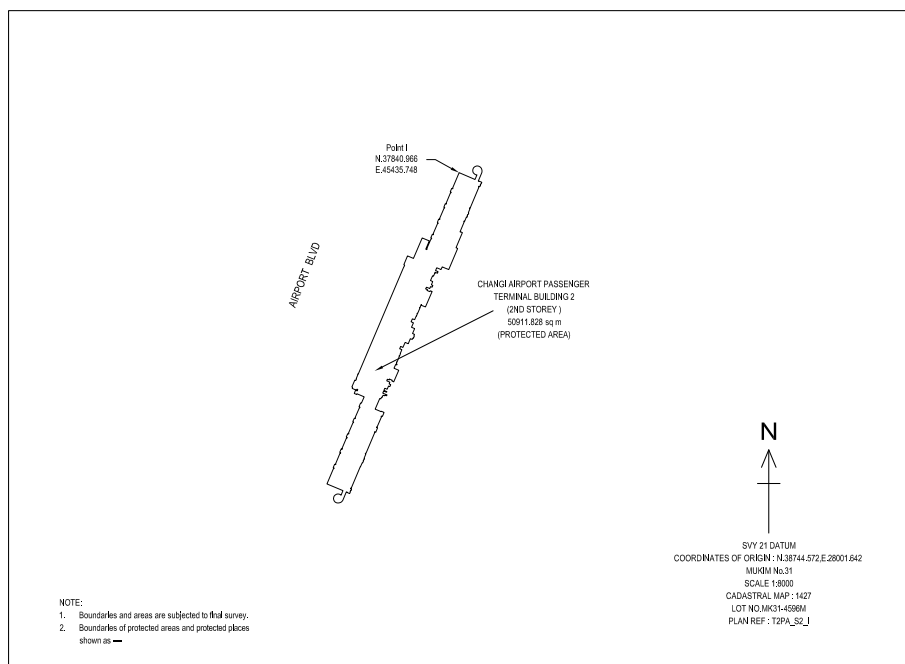 Point I
N.37840.966
E.45435.748
AIRPORT BLVD
CHANGI AIRPORT PASSENGER
TERMINAL BUILDING 2
(2ND STOREY )
50911.828 sq m
(PROTECTED AREA)
N
SVY 21 DATUM
COORDINATES OF ORIGIN : N.38744.572,E.28001.642
MUKIM No.31
SCALE 1:8000
CADASTRAL MAP : 1427
LOT NO.MK31-4596M
PLAN REF : T2PA_S2_I
NOTE:
1. Boundaries and areas are subjected to final survey.
2. Boundaries of protected areas and protected places
shown as —